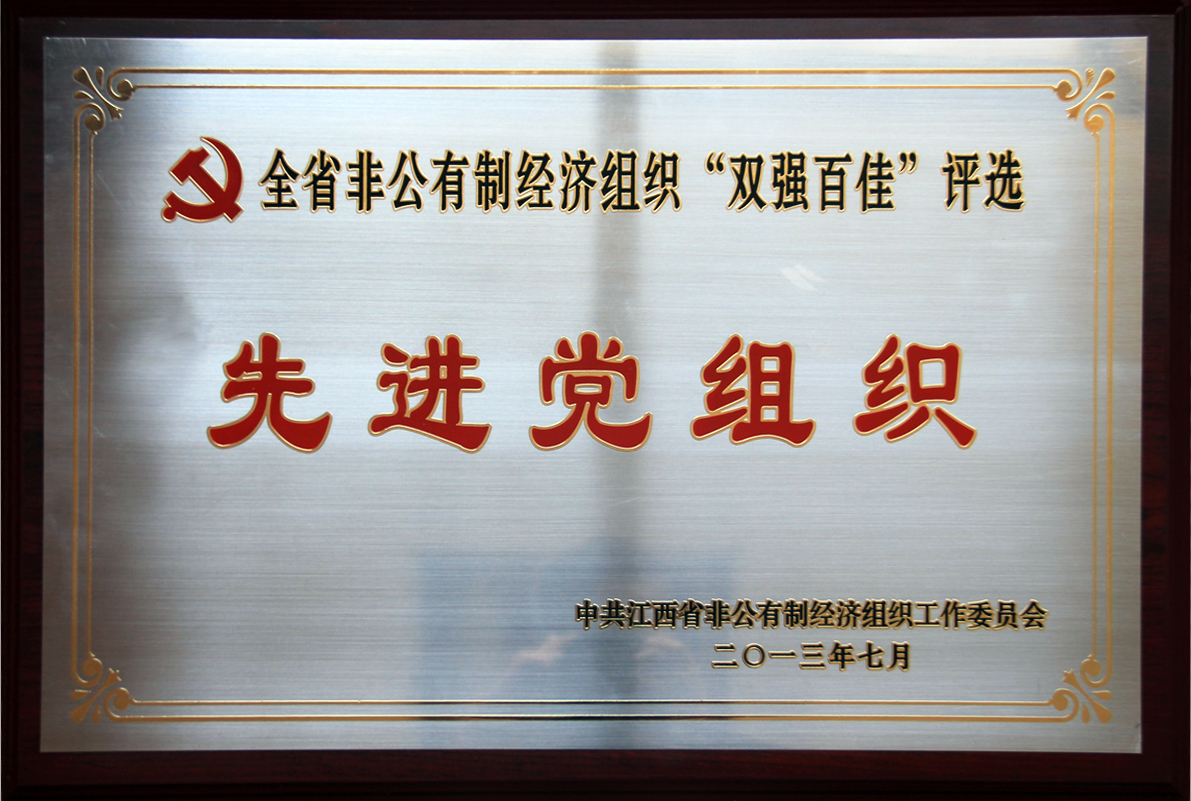 全省非公有制经济组织“双强百佳”评选
先进党组织
中共江西省非公有制经济组织工作委员会
二〇一三年七月